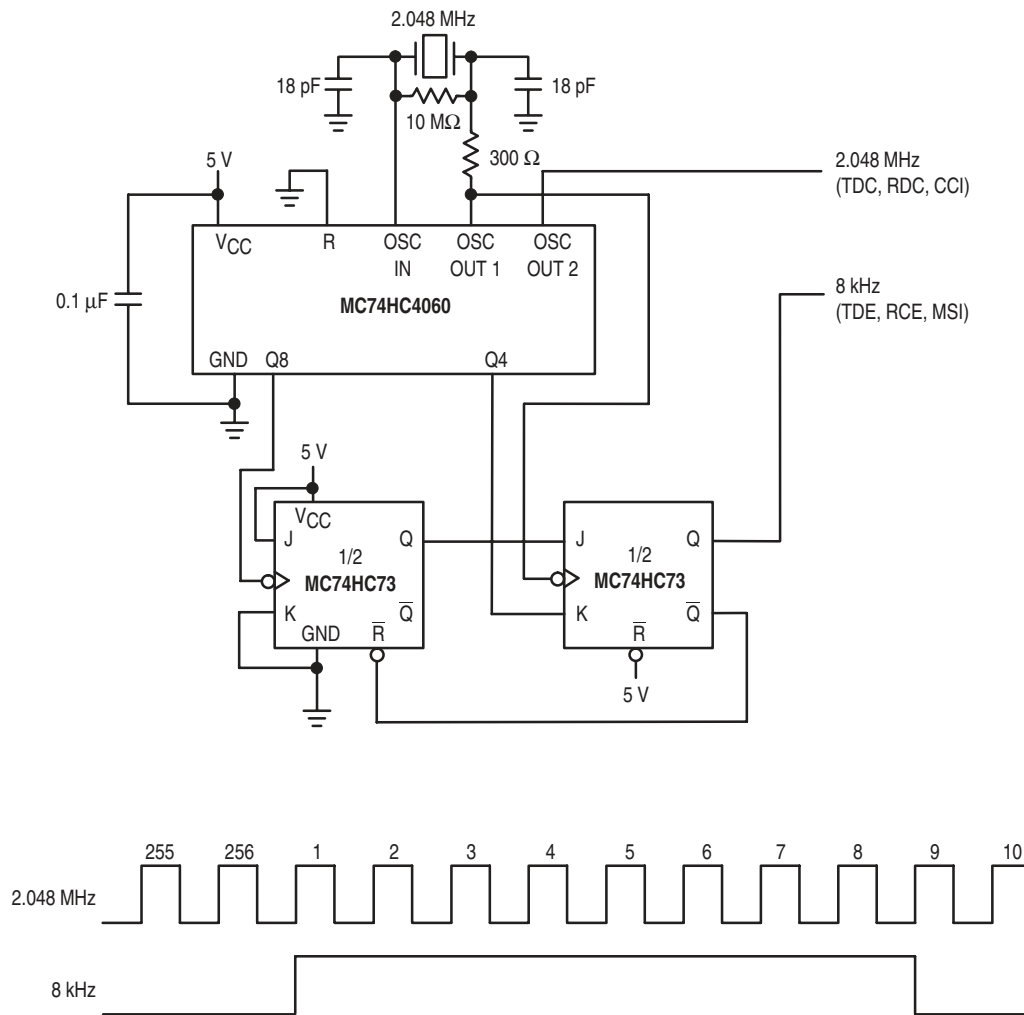 2.048 MHz
18 pF
18 pF
10 MΩ
300 Ω
5 V
2.048 MHz
(TDC, RDC, CCI)
VCC
R
OSC
IN
OSC
OUT 1
OSC
OUT 2
0.1 μF
MC74HC4060
8 kHz
(TDE, RCE, MSI)
GND
Q8
Q4
5 V
VCC
J
Q
1/2
MC74HC73
K
Q̅
GND
R̅
J
Q
1/2
MC74HC73
K
Q̅
R̅
5 V
255 256 1 2 3 4 5 6 7 8 9 10
2.048 MHz
8 kHz